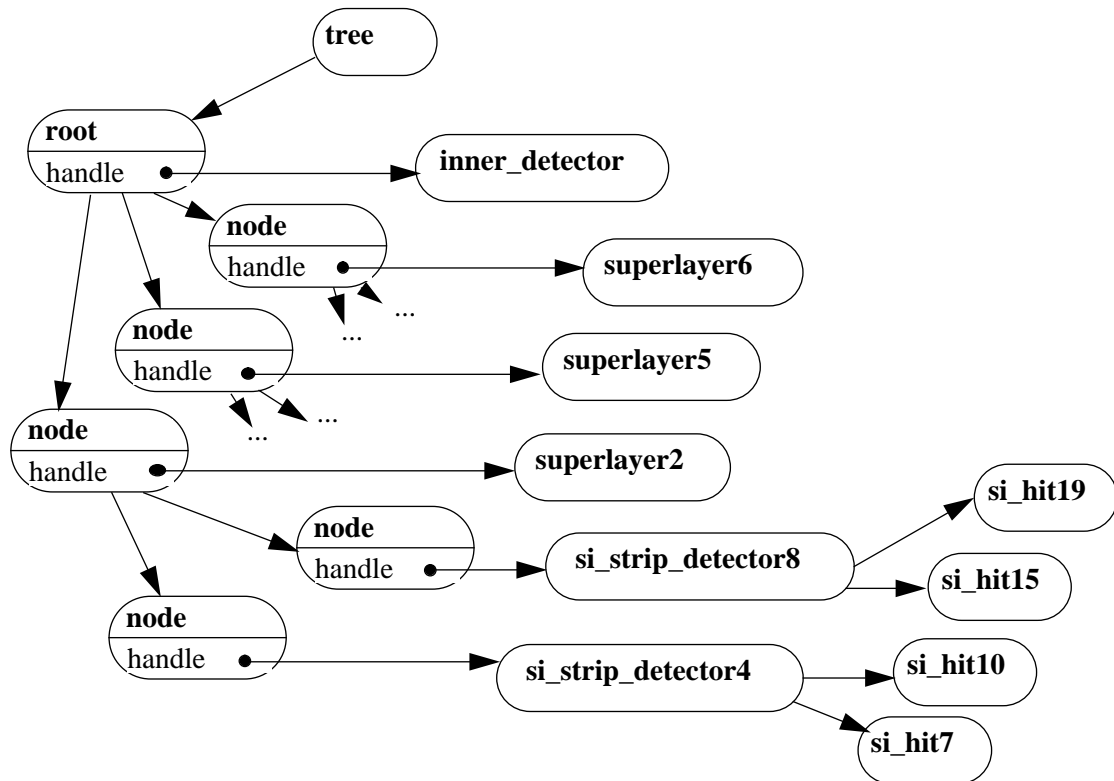 tree
root
handle
inner_detector
node
handle
superlayer6
...
...
node
handle
superlayer5
...
...
node
handle
superlayer2
si_hit19
node
handle
si_strip_detector8
si_hit15
node
handle
si_strip_detector4
si_hit10
si_hit7